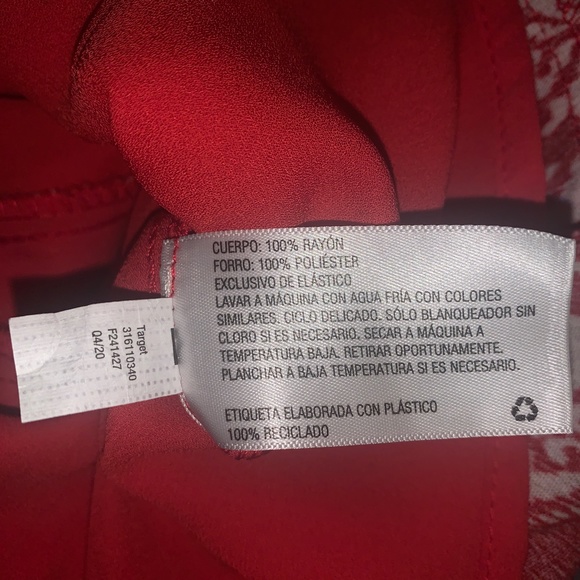 CUERPO: 100% RAYÓN
FORRO: 100% POLIÉSTER
EXCLUSIVO DE ELÁSTICO
LAVAR A MÁQUINA CON AGUA FRÍA CON COLORES
SIMILARES. CICLO DELICADO. SÓLO BLANQUEADOR SIN
CLORO SI ES NECESARIO. SECAR A MÁQUINA A
TEMPERATURA BAJA. RETIRAR OPORTUNAMENTE.
PLANCHAR A BAJA TEMPERATURA SI ES NECESARIO.
ETIQUETA ELABORADA CON PLÁSTICO
100% RECICLADO
Target
316110340
F241427
Q4/20